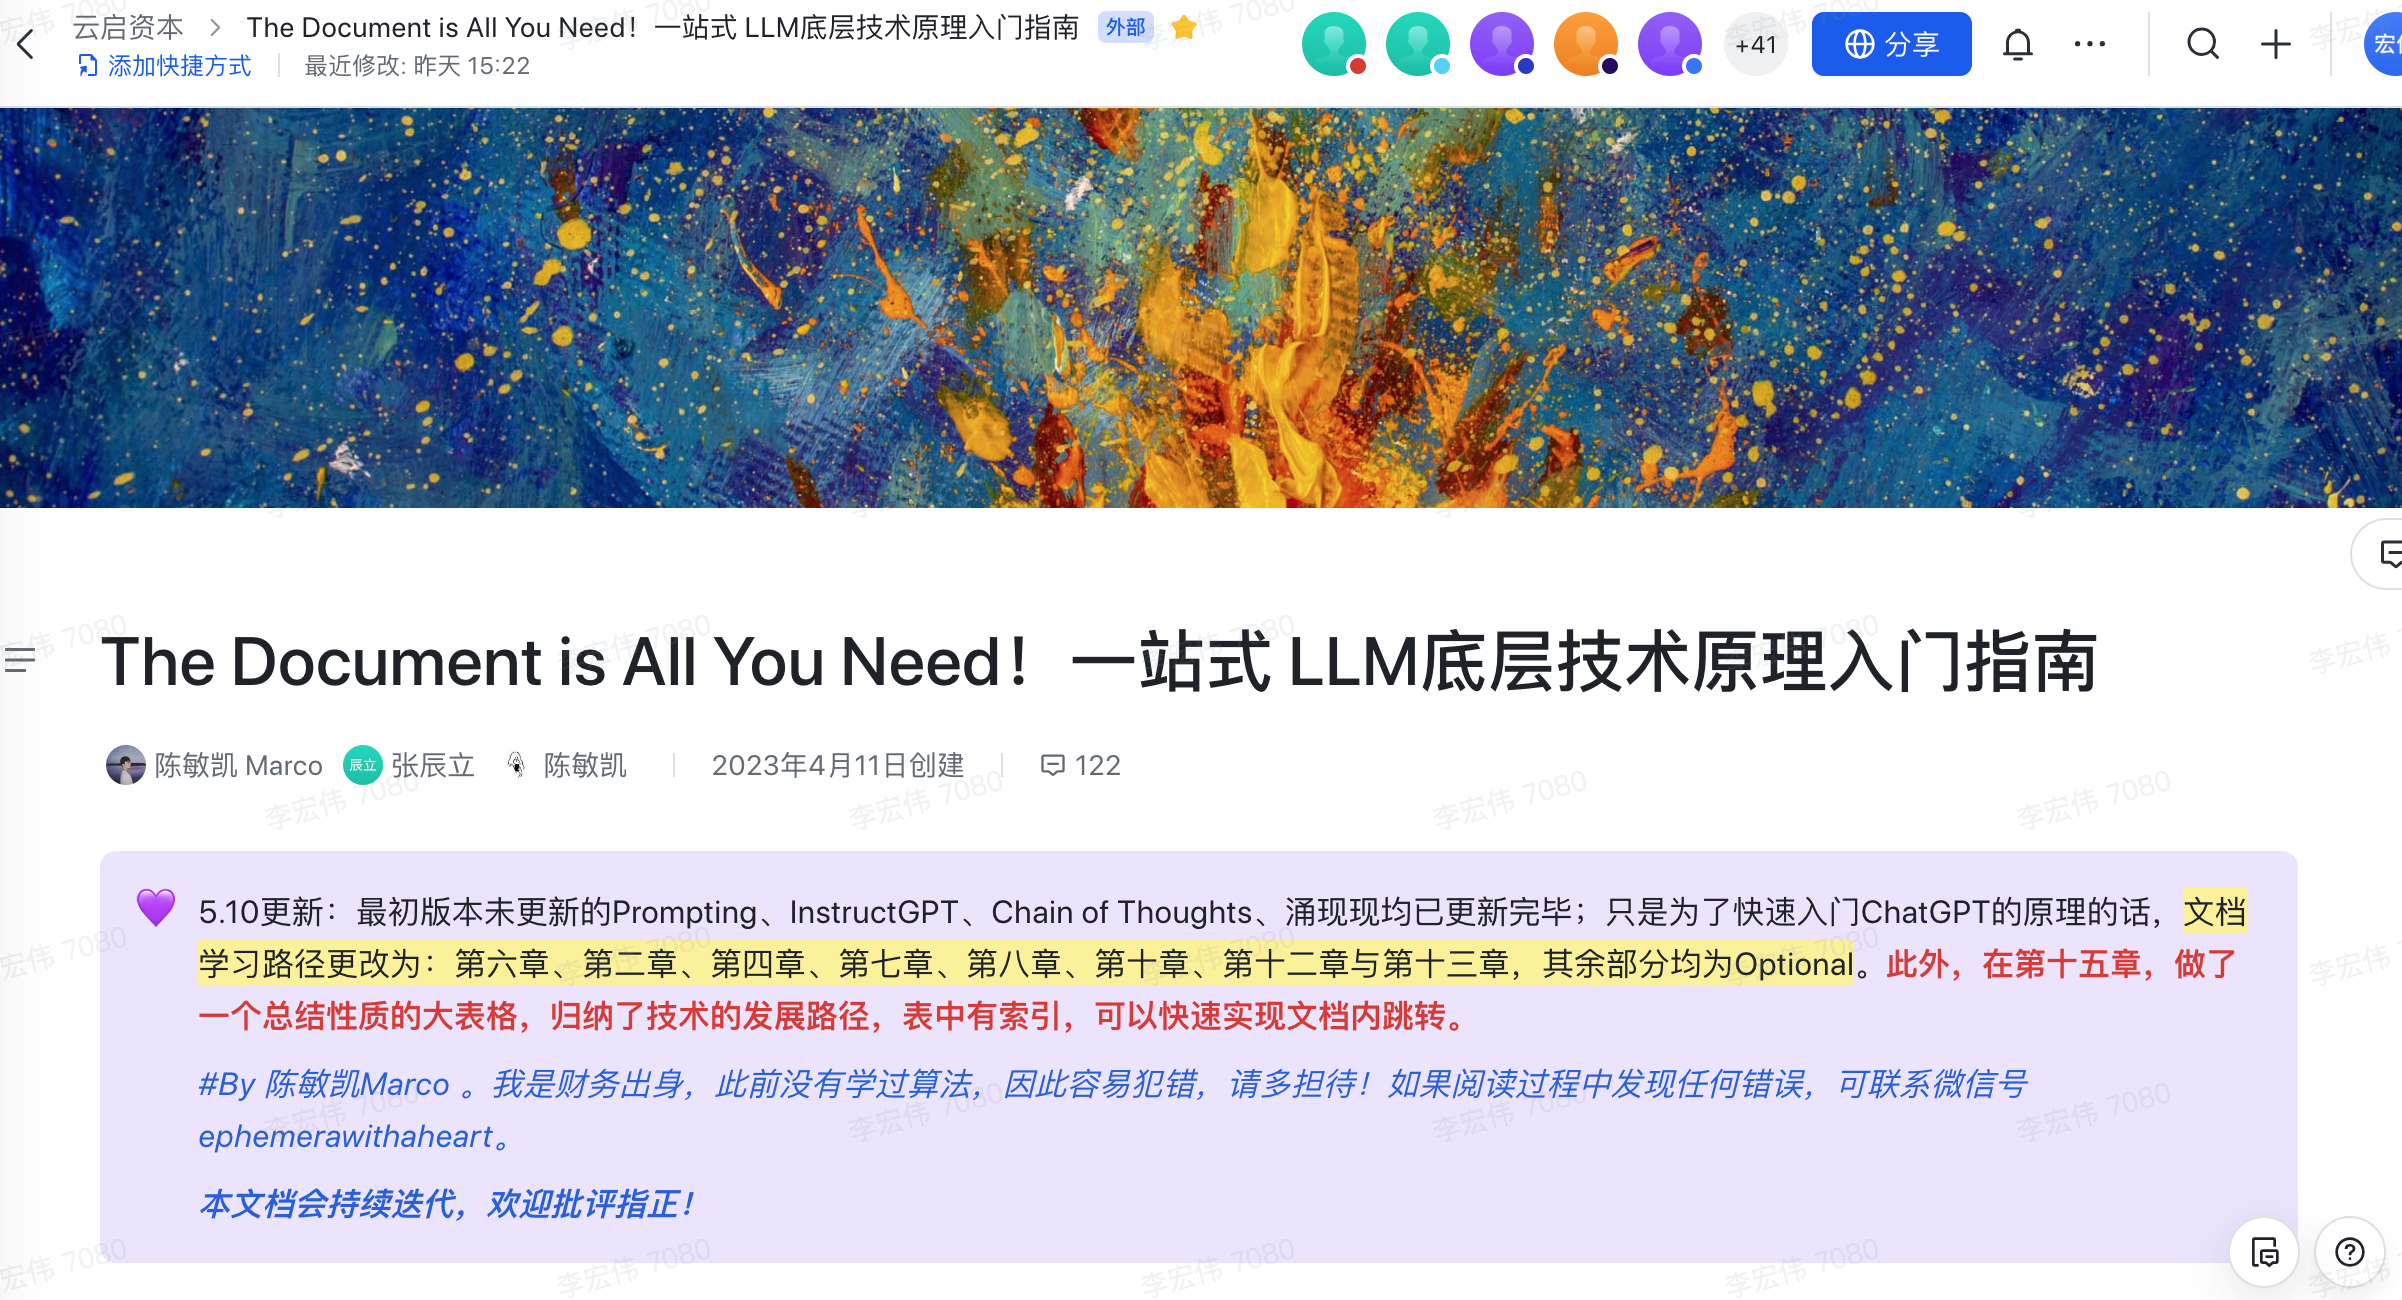 云启资本 > The Document is All You Need！一站式 LLM底层技术原理入门指南 外部
添加快捷方式 最近修改: 昨天 15:22
+41
分享
The Document is All You Need！一站式 LLM底层技术原理入门指南
陈敏凯 Marco 辰立 张辰立 陈敏凯 2023年4月11日创建 122
5.10更新：最初版本未更新的Prompting、InstructGPT、Chain of Thoughts、涌现现均已更新完毕；只是为了快速入门ChatGPT的原理的话，文档
学习路径更改为：第六章、第二章、第四章、第七章、第八章、第十章、第十二章与第十三章，其余部分均为Optional。此外，在第十五章，做了
一个总结性质的大表格，归纳了技术的发展路径，表中有索引，可以快速实现文档内跳转。
#By 陈敏凯Marco 。我是财务出身，此前没有学过算法，因此容易犯错，请多担待！如果阅读过程中发现任何错误，可联系微信号
ephemerawithaheart。
本文档会持续迭代，欢迎批评指正！
李宏伟 7080